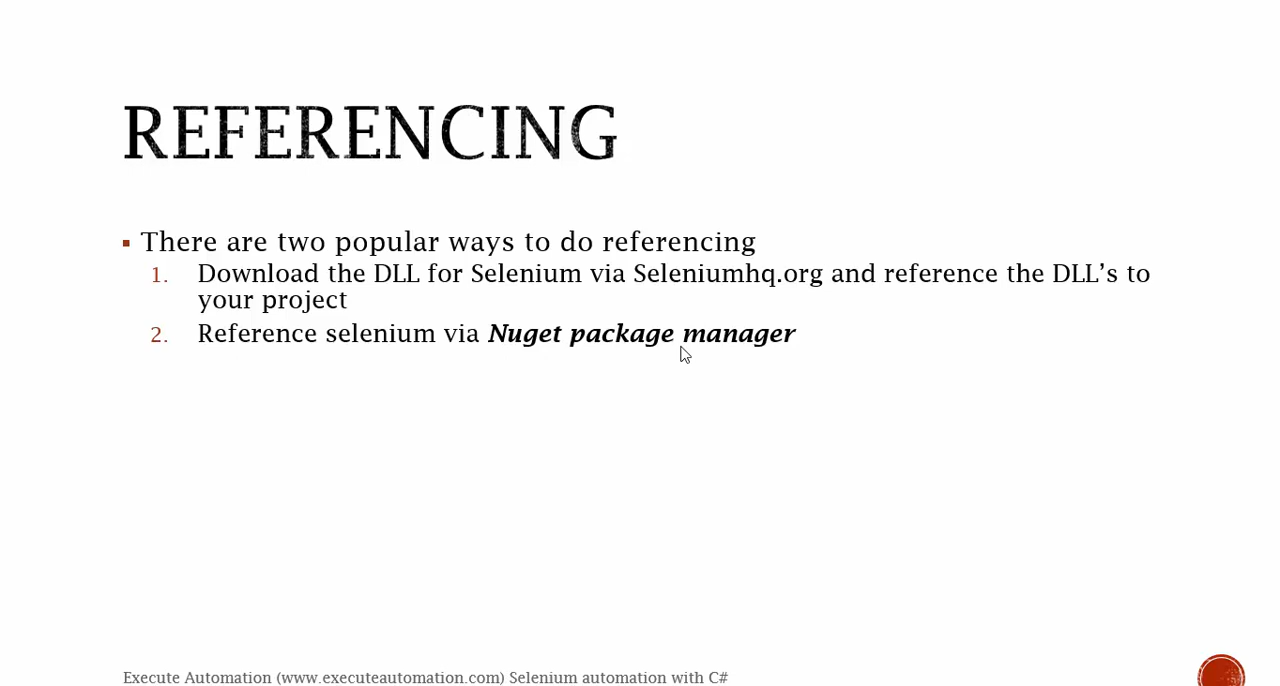 REFERENCING
▪ There are two popular ways to do referencing
1. Download the DLL for Selenium via Seleniumhq.org and reference the DLL’s to
your project
2. Reference selenium via Nuget package manager
Execute Automation (www.executeautomation.com) Selenium automation with C#